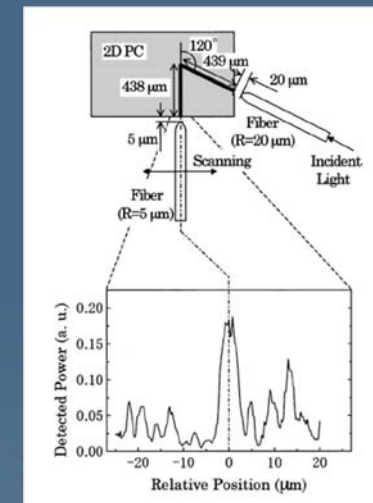 2D PC
120°
439 μm
438 μm
20 μm
5 μm
Fiber
(R=20 μm)
Scanning
Incident
Light
Fiber
(R=5 μm)
Detected Power (a. u.)
0.20
0.15
0.10
0.05
0.00
−20
−10
0
10
20
Relative Position (μm)